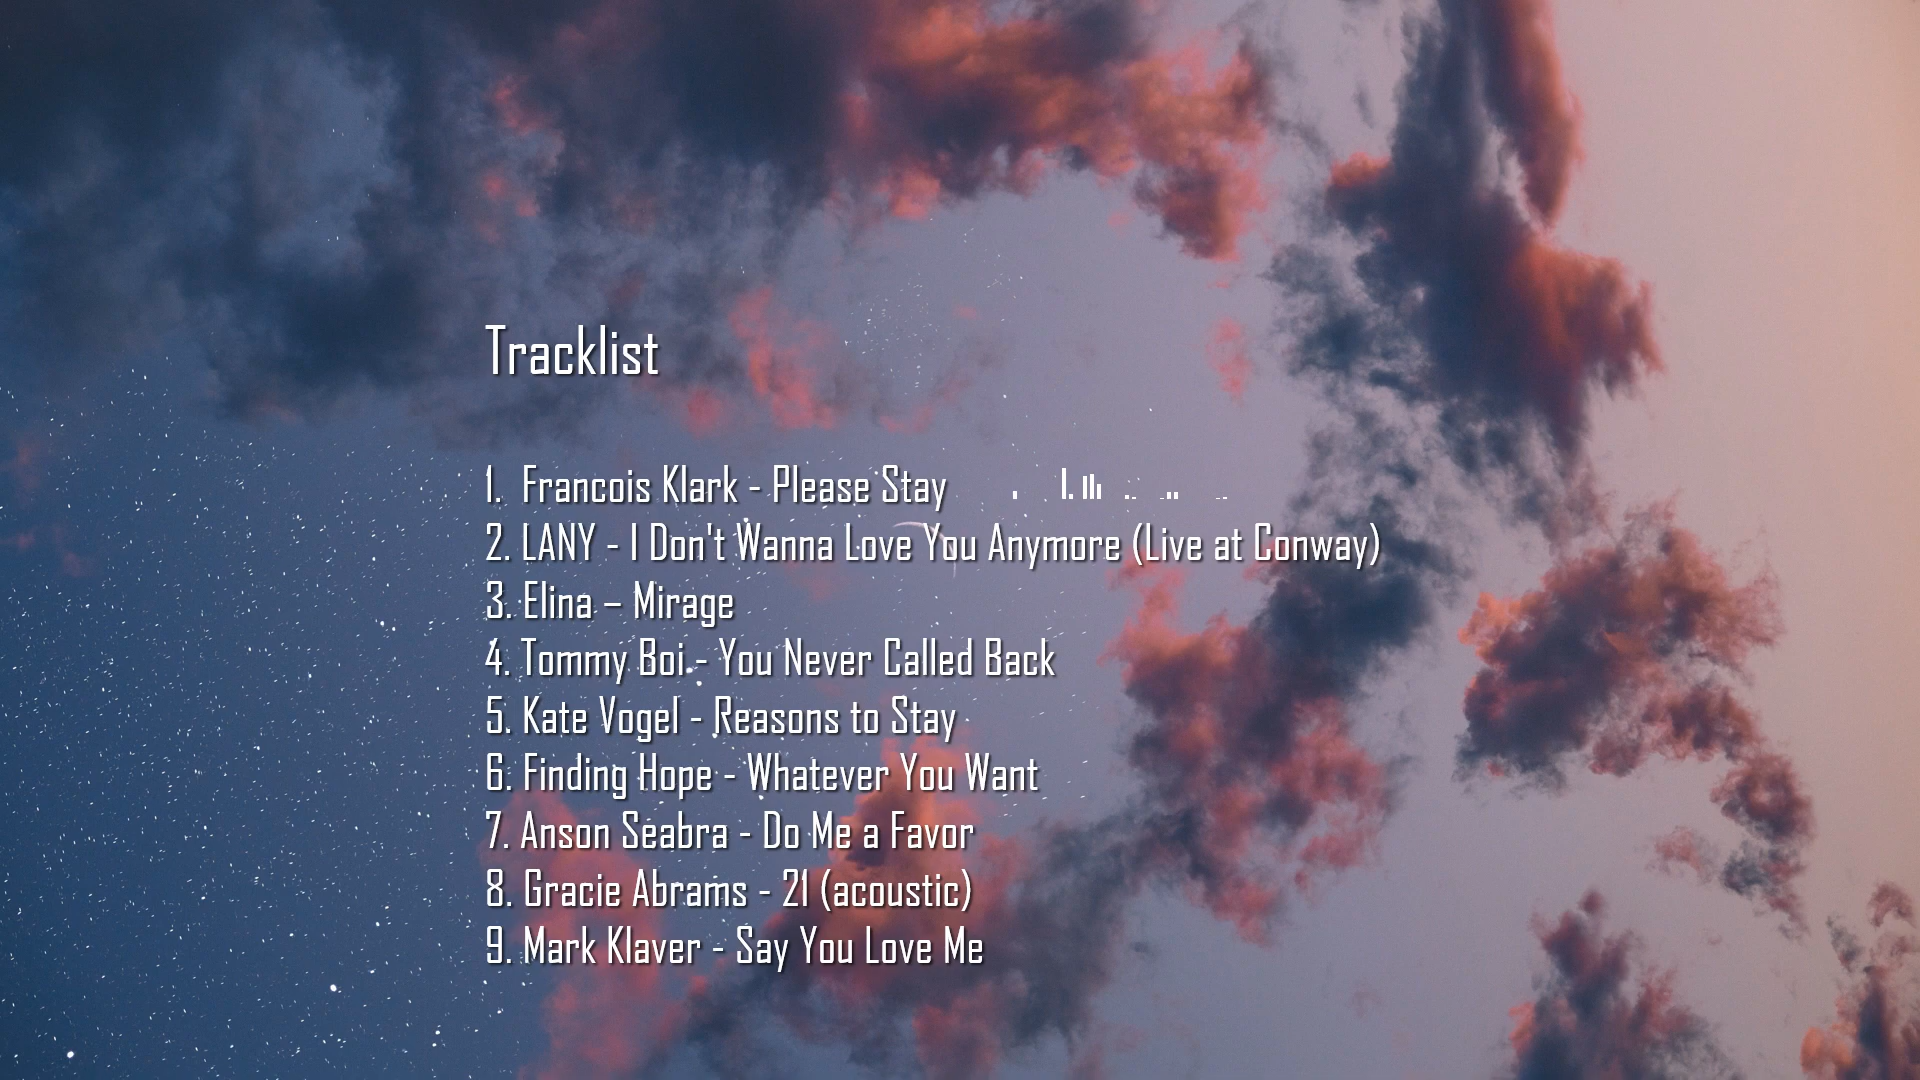 Tracklist
1. Francois Klark - Please Stay
2. LANY - I Don't Wanna Love You Anymore (Live at Conway)
3. Elina – Mirage
4. Tommy Boi - You Never Called Back
5. Kate Vogel - Reasons to Stay
6. Finding Hope - Whatever You Want
7. Anson Seabra - Do Me a Favor
8. Gracie Abrams - 21 (acoustic)
9. Mark Klaver - Say You Love Me